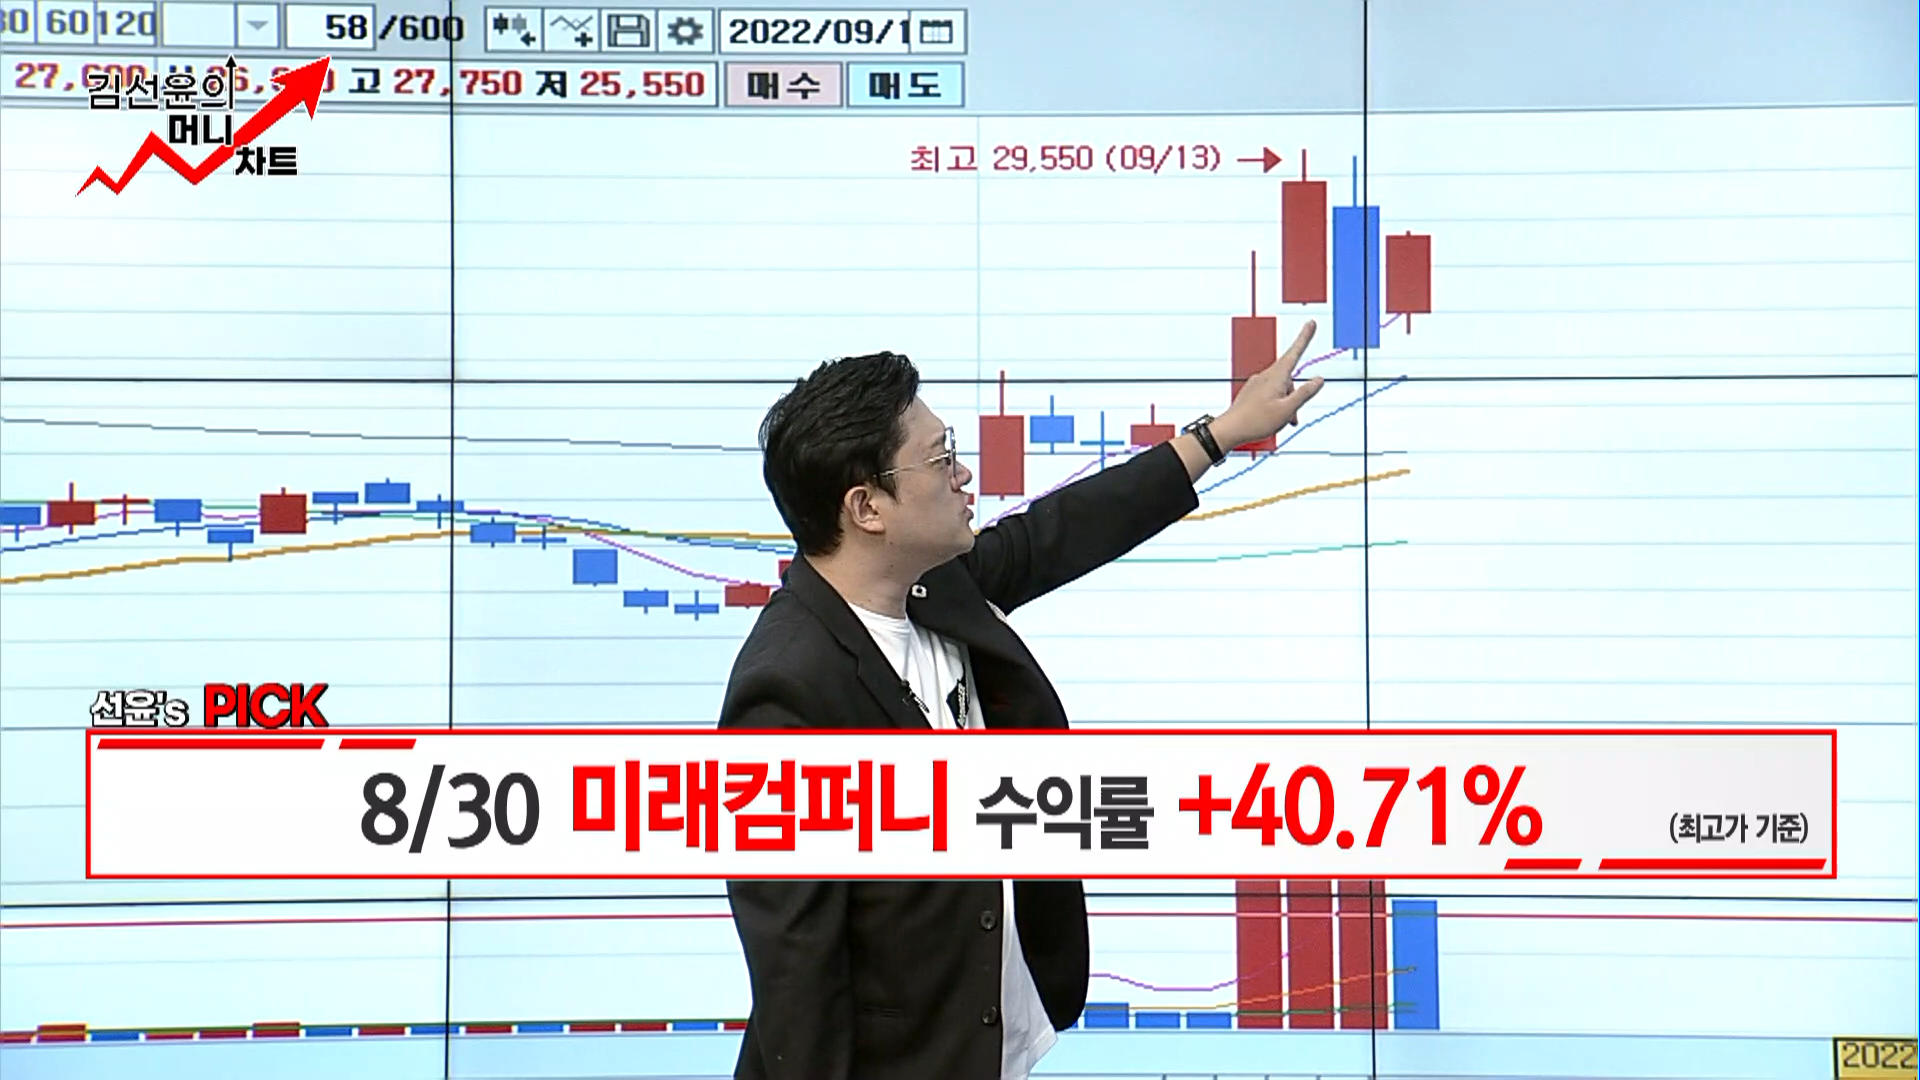 60 120 58 /600 2022/09/1
고 27,750 저 25,550 매수 매도
김선윤의
머니
차트
최고 29,550 (09/13)
선윤's PICK
8/30 미래컴퍼니 수익률 +40.71% (최고가 기준)
2022